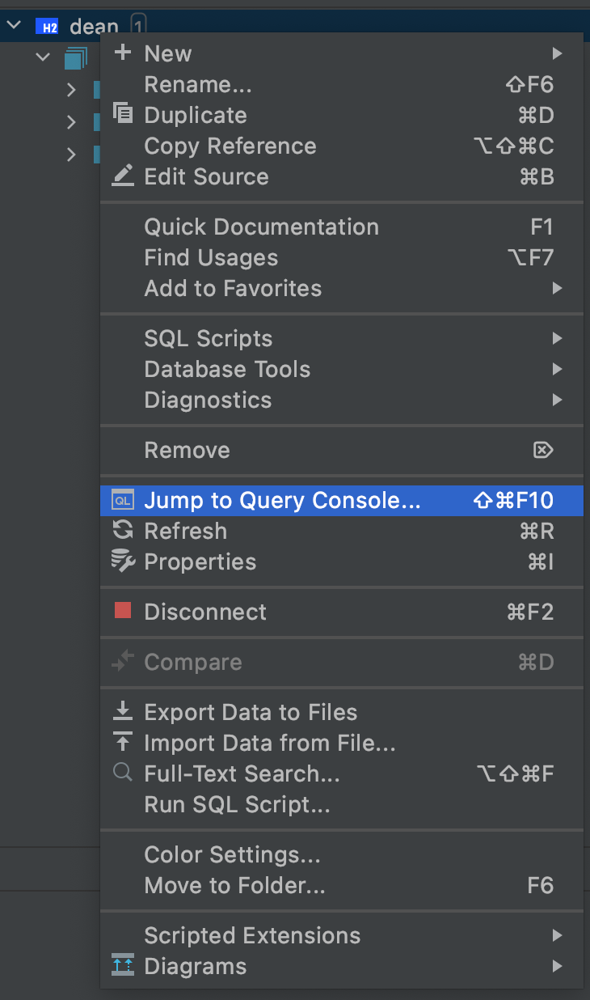 H2 dean 1
New
Rename... ⇧F6
Duplicate ⌘D
Copy Reference ⌥⇧⌘C
Edit Source ⌘B
Quick Documentation F1
Find Usages ⌥F7
Add to Favorites
SQL Scripts
Database Tools
Diagnostics
Remove ⌦
QL Jump to Query Console... ⇧⌘F10
Refresh ⌘R
Properties ⌘I
Disconnect ⌘F2
Compare ⌘D
Export Data to Files
Import Data from File...
Full-Text Search... ⌥⇧⌘F
Run SQL Script...
Color Settings...
Move to Folder... F6
Scripted Extensions
Diagrams